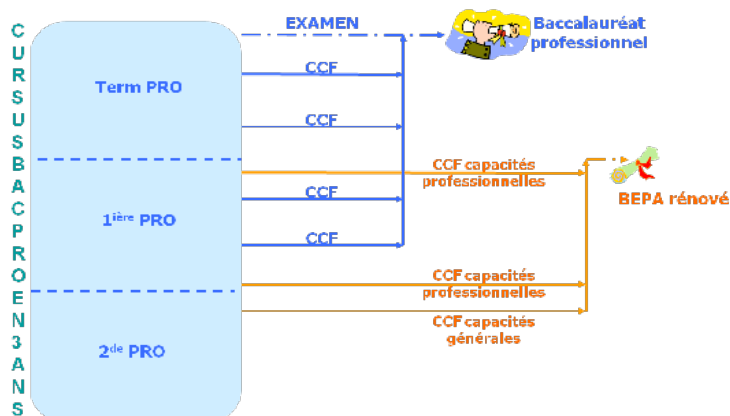 CURSUS BAC PRO EN 3 ANS
EXAMEN
Baccalauréat
professionnel
Term PRO
CCF
CCF
CCF capacités
professionnelles
BEPA rénové
1ière PRO
CCF
CCF
CCF capacités
professionnelles
CCF capacités
générales
2de PRO